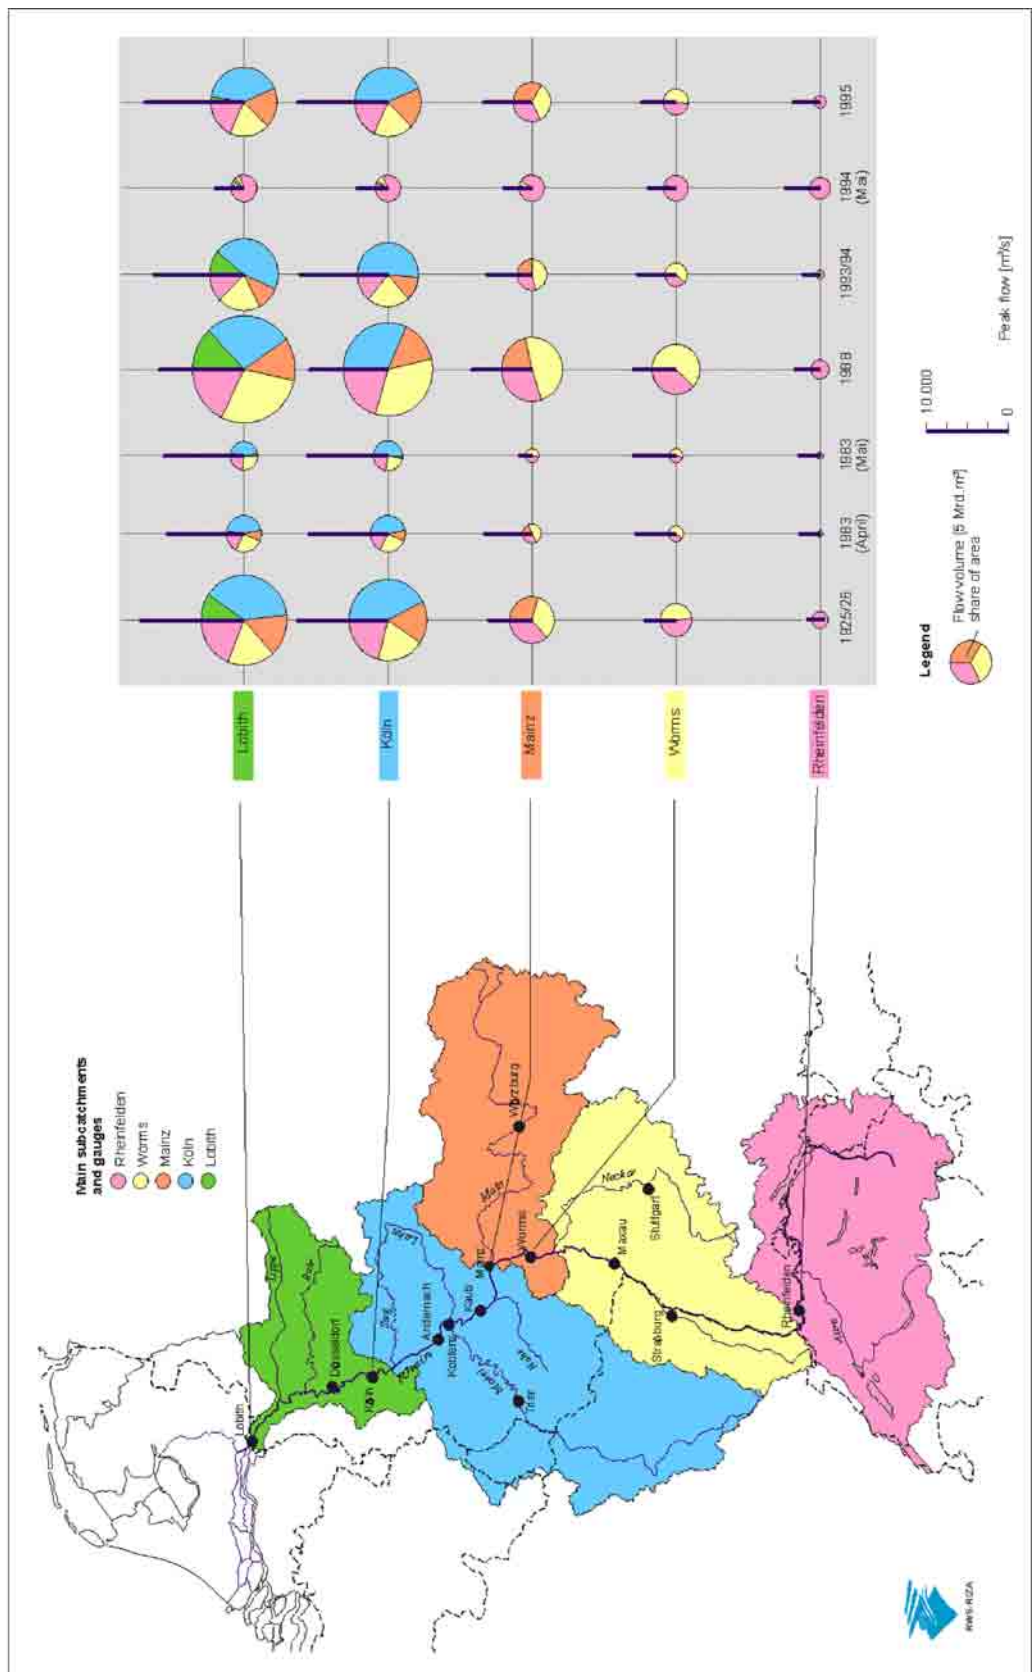 Main subcatchments
and gauges
Rheinfelden
Worms
Mainz
Köln
Lobith
Lobith
Düsseldorf
Köln
Andernach
Koblenz
Kaub
Trier
Mainz
Worms
Würzburg
Maxau
Stuttgart
Straßburg
Rheinfelden
Lippe
Ruhr
Sieg
Lahn
Mosel
Nahe
Main
Neckar
Aare
Lobith
Köln
Mainz
Worms
Rheinfelden
1925/26
1983
(April)
1983
(Mai)
1988
1993/94
1994
(Mai)
1995
Legend
Flow volume (5 Mrd. m³)
share of area
10.000
0
Peak flow [m³/s]
RWS-RIZA